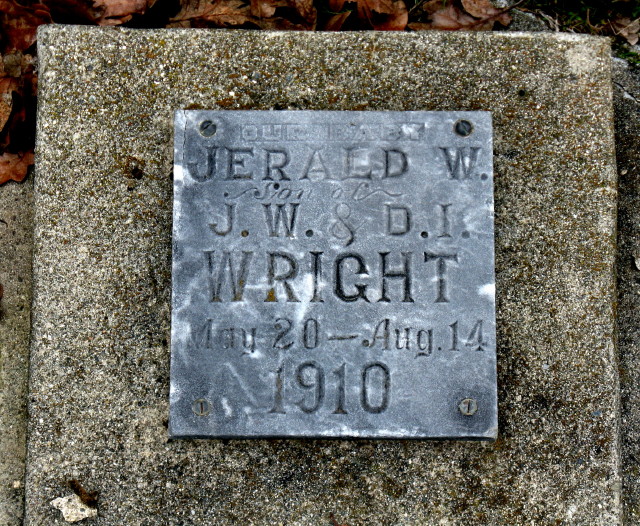 OUR BABY
JERALD W.
Son of
J. W. & D. I.
WRIGHT
May 20 – Aug. 14
1910